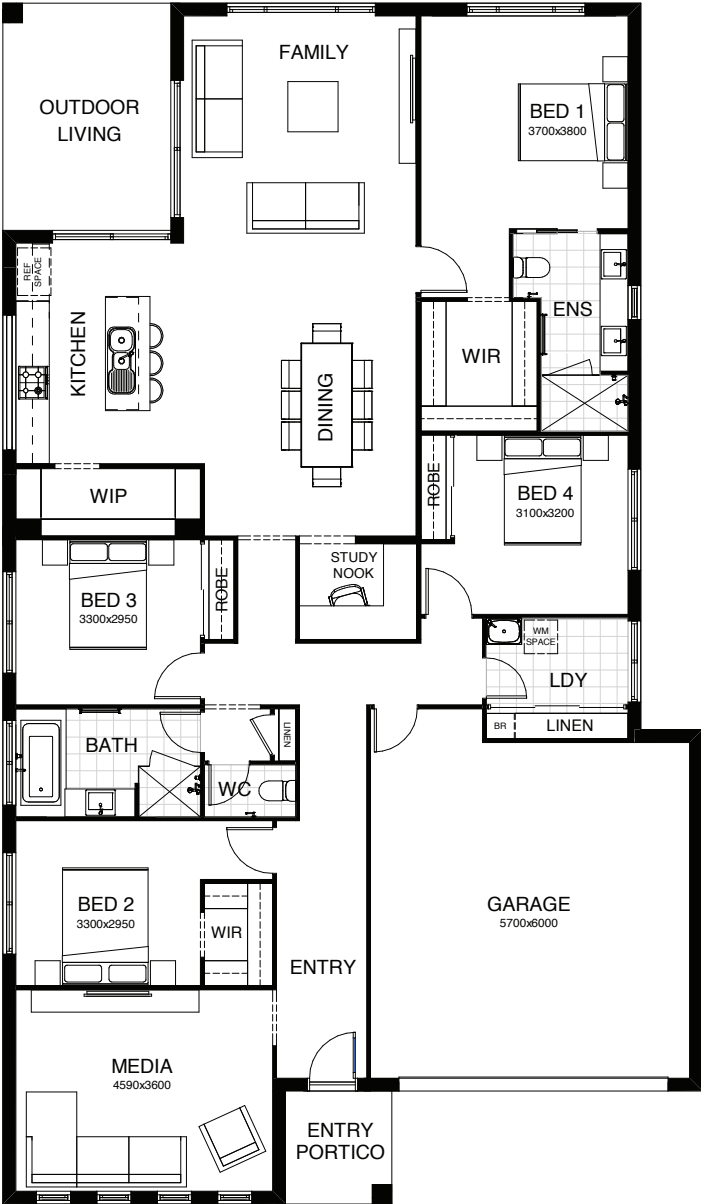 FAMILY
OUTDOOR
LIVING
BED 1
3700x3800
REF
SPACE
KITCHEN
ENS
WIR
DINING
WIP
ROBE
BED 4
3100x3200
STUDY
NOOK
BED 3
3300x2950
ROBE
WM
SPACE
LDY
BR
LINEN
LINEN
BATH
WC
BED 2
3300x2950
WIR
GARAGE
5700x6000
ENTRY
MEDIA
4590x3600
ENTRY
PORTICO